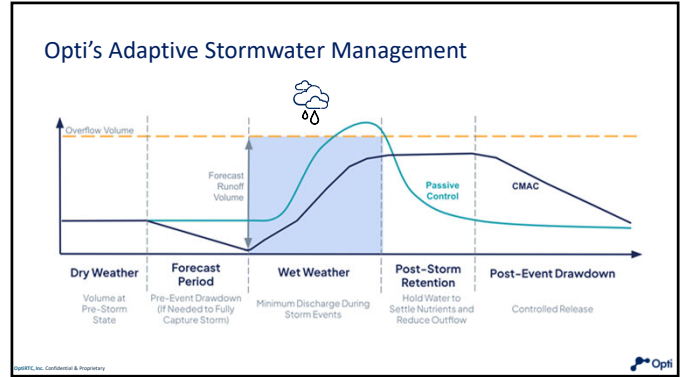 Opti’s Adaptive Stormwater Management
Overflow Volume
Forecast
Runoff
Volume
Passive
Control
CMAC
Dry Weather
Volume at
Pre-Storm
State
Forecast
Period
Pre-Event Drawdown
(If Needed to Fully
Capture Storm)
Wet Weather
Minimum Discharge During
Storm Events
Post-Storm
Retention
Hold Water to
Settle Nutrients and
Reduce Outflow
Post-Event Drawdown
Controlled Release
OptiRTC, Inc. Confidential & Proprietary
Opti